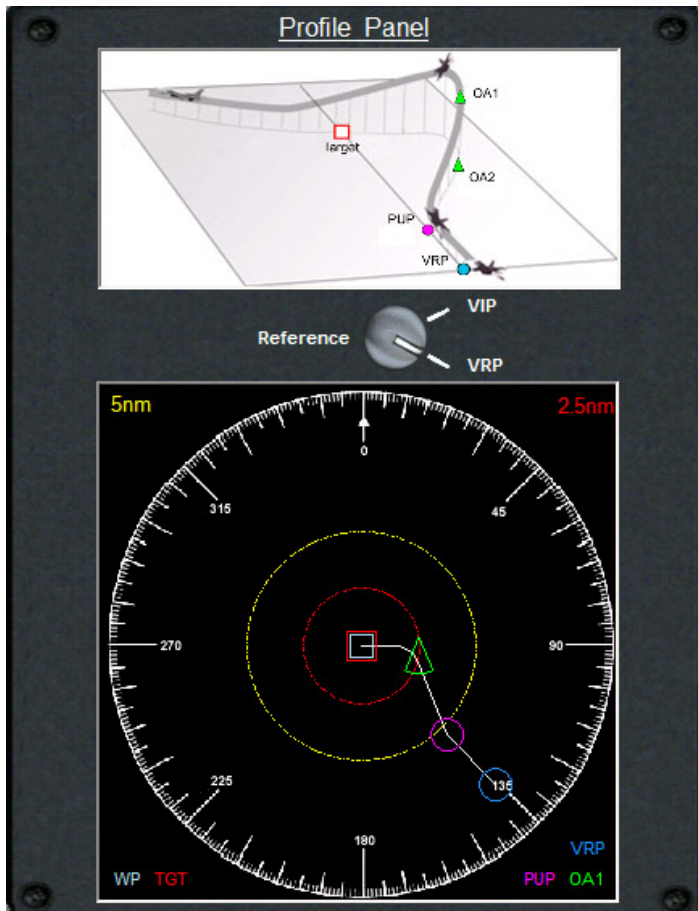 Profile Panel
OA1
Target
OA2
PUP
VRP
VIP
Reference
VRP
5nm
2.5nm
0
315
45
270
90
225
135
180
VRP
WP TGT
PUP OA1